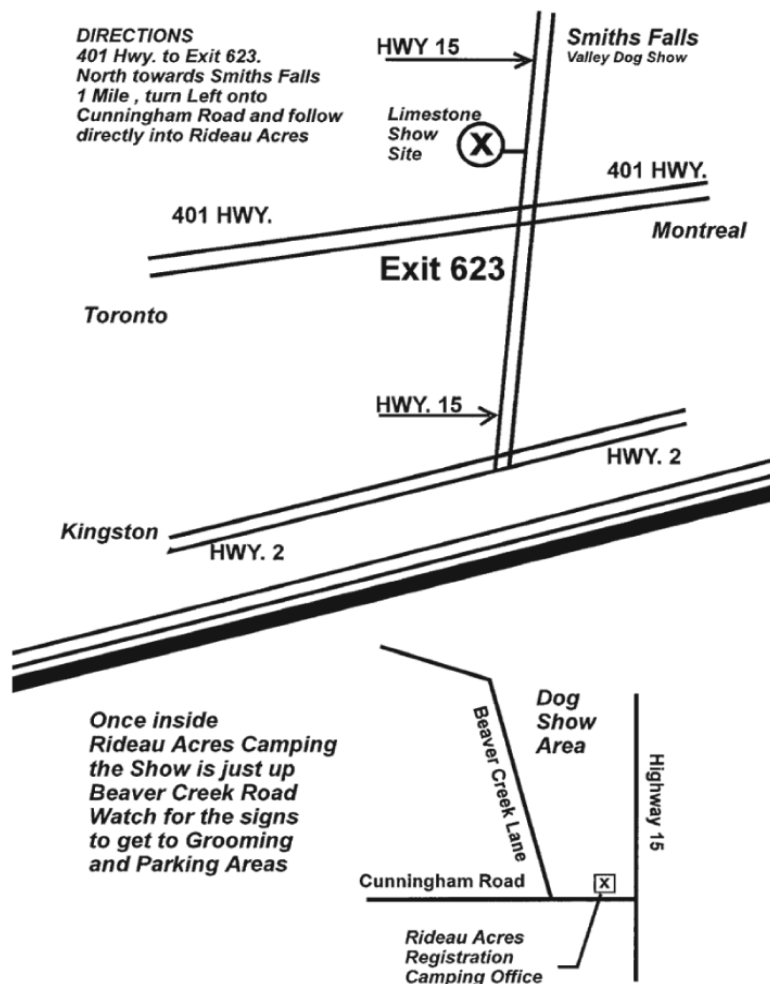 DIRECTIONS
401 Hwy. to Exit 623.
North towards Smiths Falls
1 Mile , turn Left onto
Cunningham Road and follow
directly into Rideau Acres
HWY 15
Smiths Falls
Valley Dog Show
Limestone
Show
Site
X
401 HWY.
401 HWY.
Montreal
Exit 623
Toronto
HWY. 15
HWY. 2
Kingston
HWY. 2
Once inside
Rideau Acres Camping
the Show is just up
Beaver Creek Road
Watch for the signs
to get to Grooming
and Parking Areas
Dog
Show
Area
Beaver Creek Lane
Highway 15
Cunningham Road
X
Rideau Acres
Registration
Camping Office